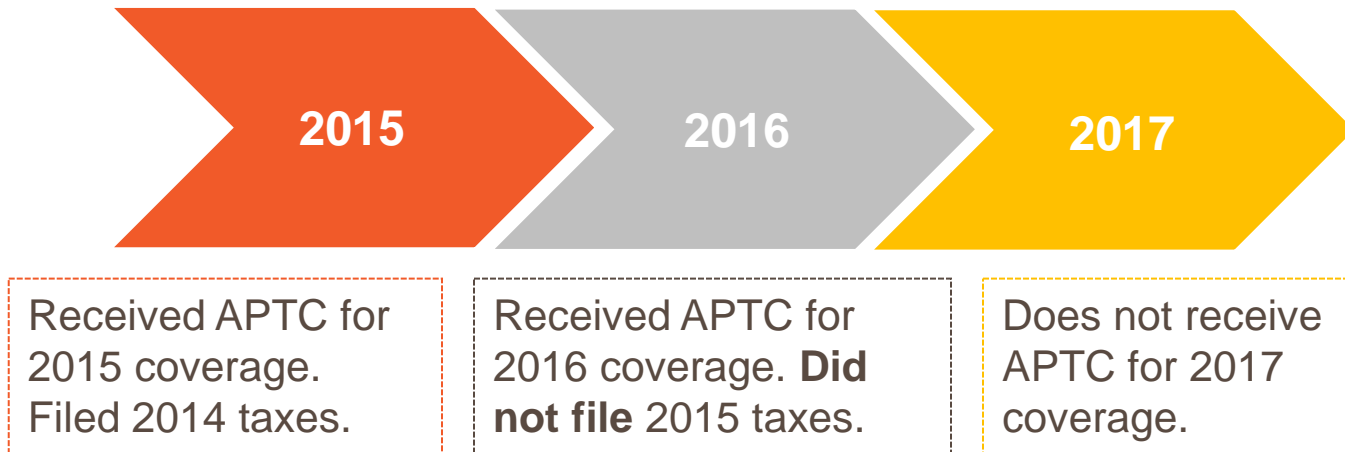 2015
2016
2017
Received APTC for
2015 coverage.
Filed 2014 taxes.
Received APTC for
2016 coverage. Did
not file 2015 taxes.
Does not receive
APTC for 2017
coverage.